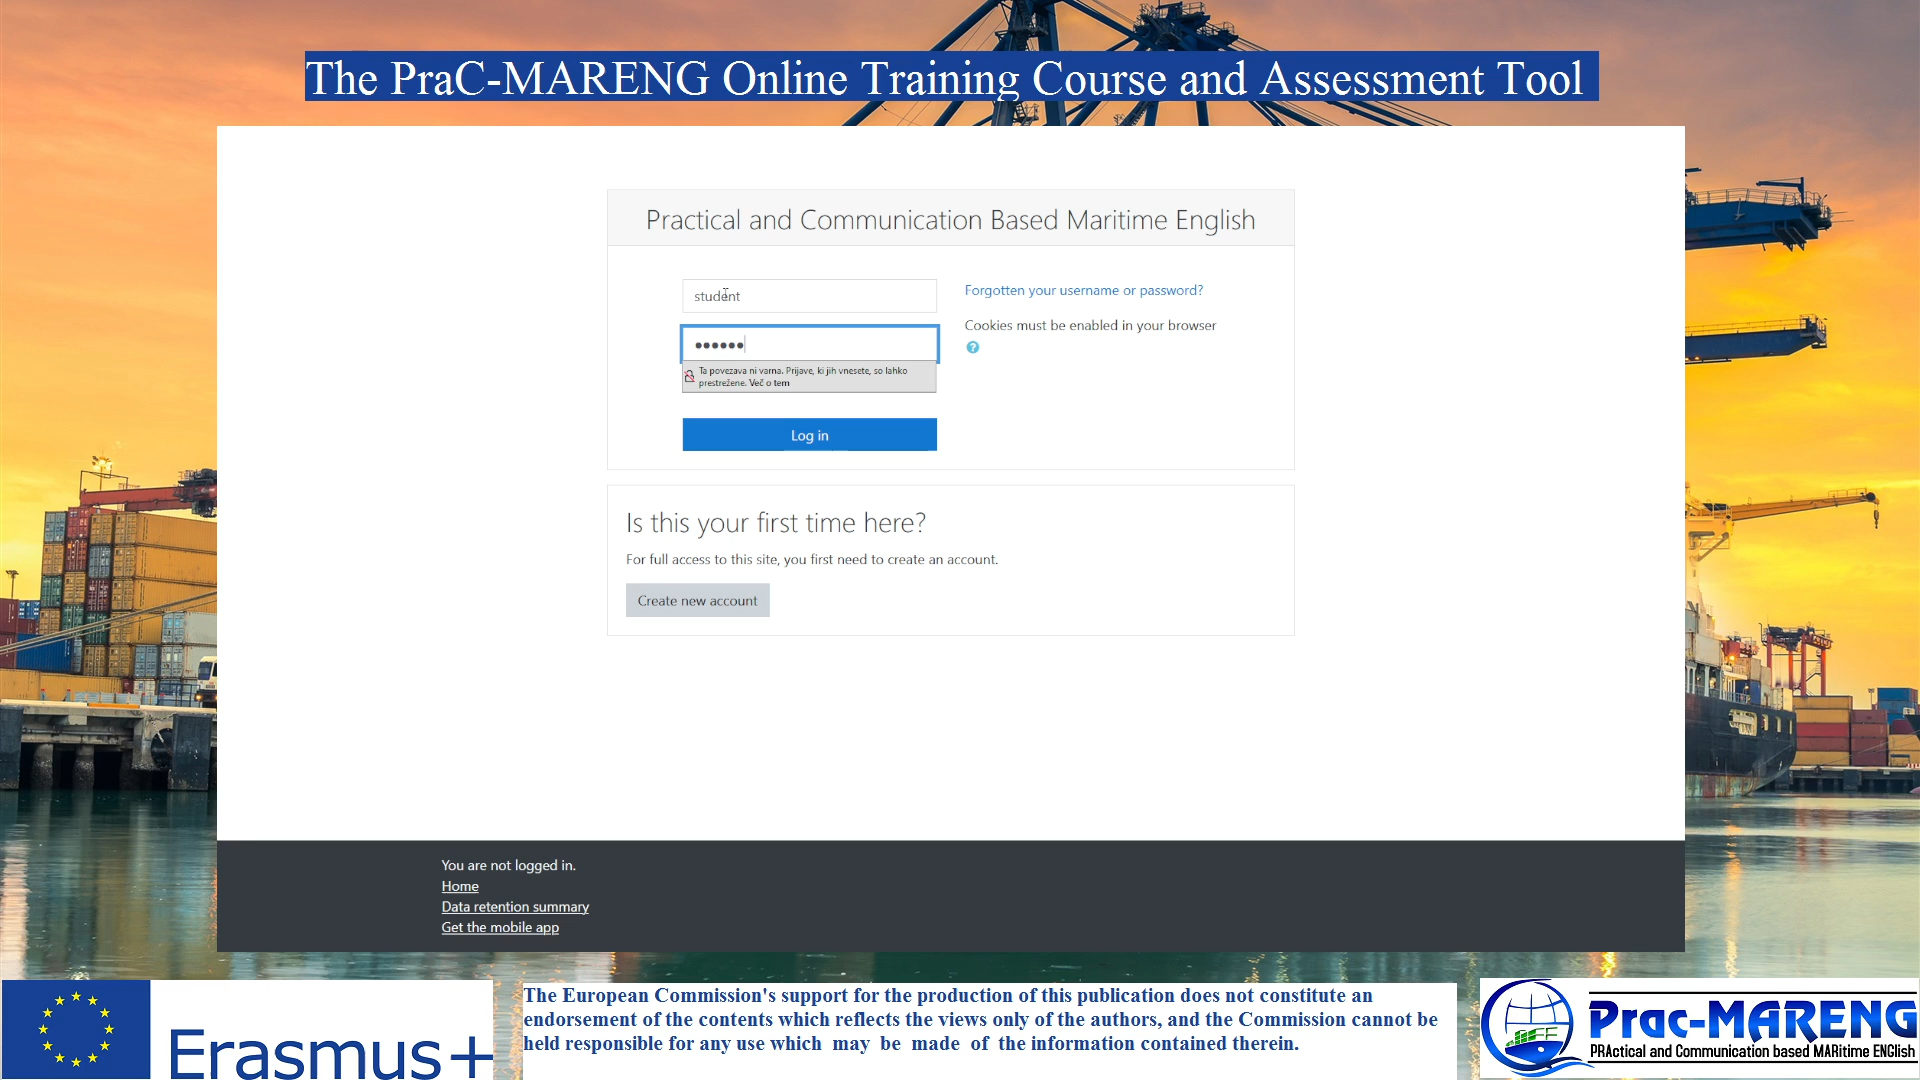 The PraC-MARENG Online Training Course and Assessment Tool
Practical and Communication Based Maritime English
student
Forgotten your username or password?
Cookies must be enabled in your browser
••••••
Ta povezava ni varna. Prijave, ki jih vnesete, so lahko
prestrežene. Več o tem
Log in
Is this your first time here?
For full access to this site, you first need to create an account.
Create new account
You are not logged in.
Home
Data retention summary
Get the mobile app
Erasmus+
The European Commission's support for the production of this publication does not constitute an
endorsement of the contents which reflects the views only of the authors, and the Commission cannot be
held responsible for any use which may be made of the information contained therein.
Prac-MARENG
PRActical and Communication based MARitime ENGlish